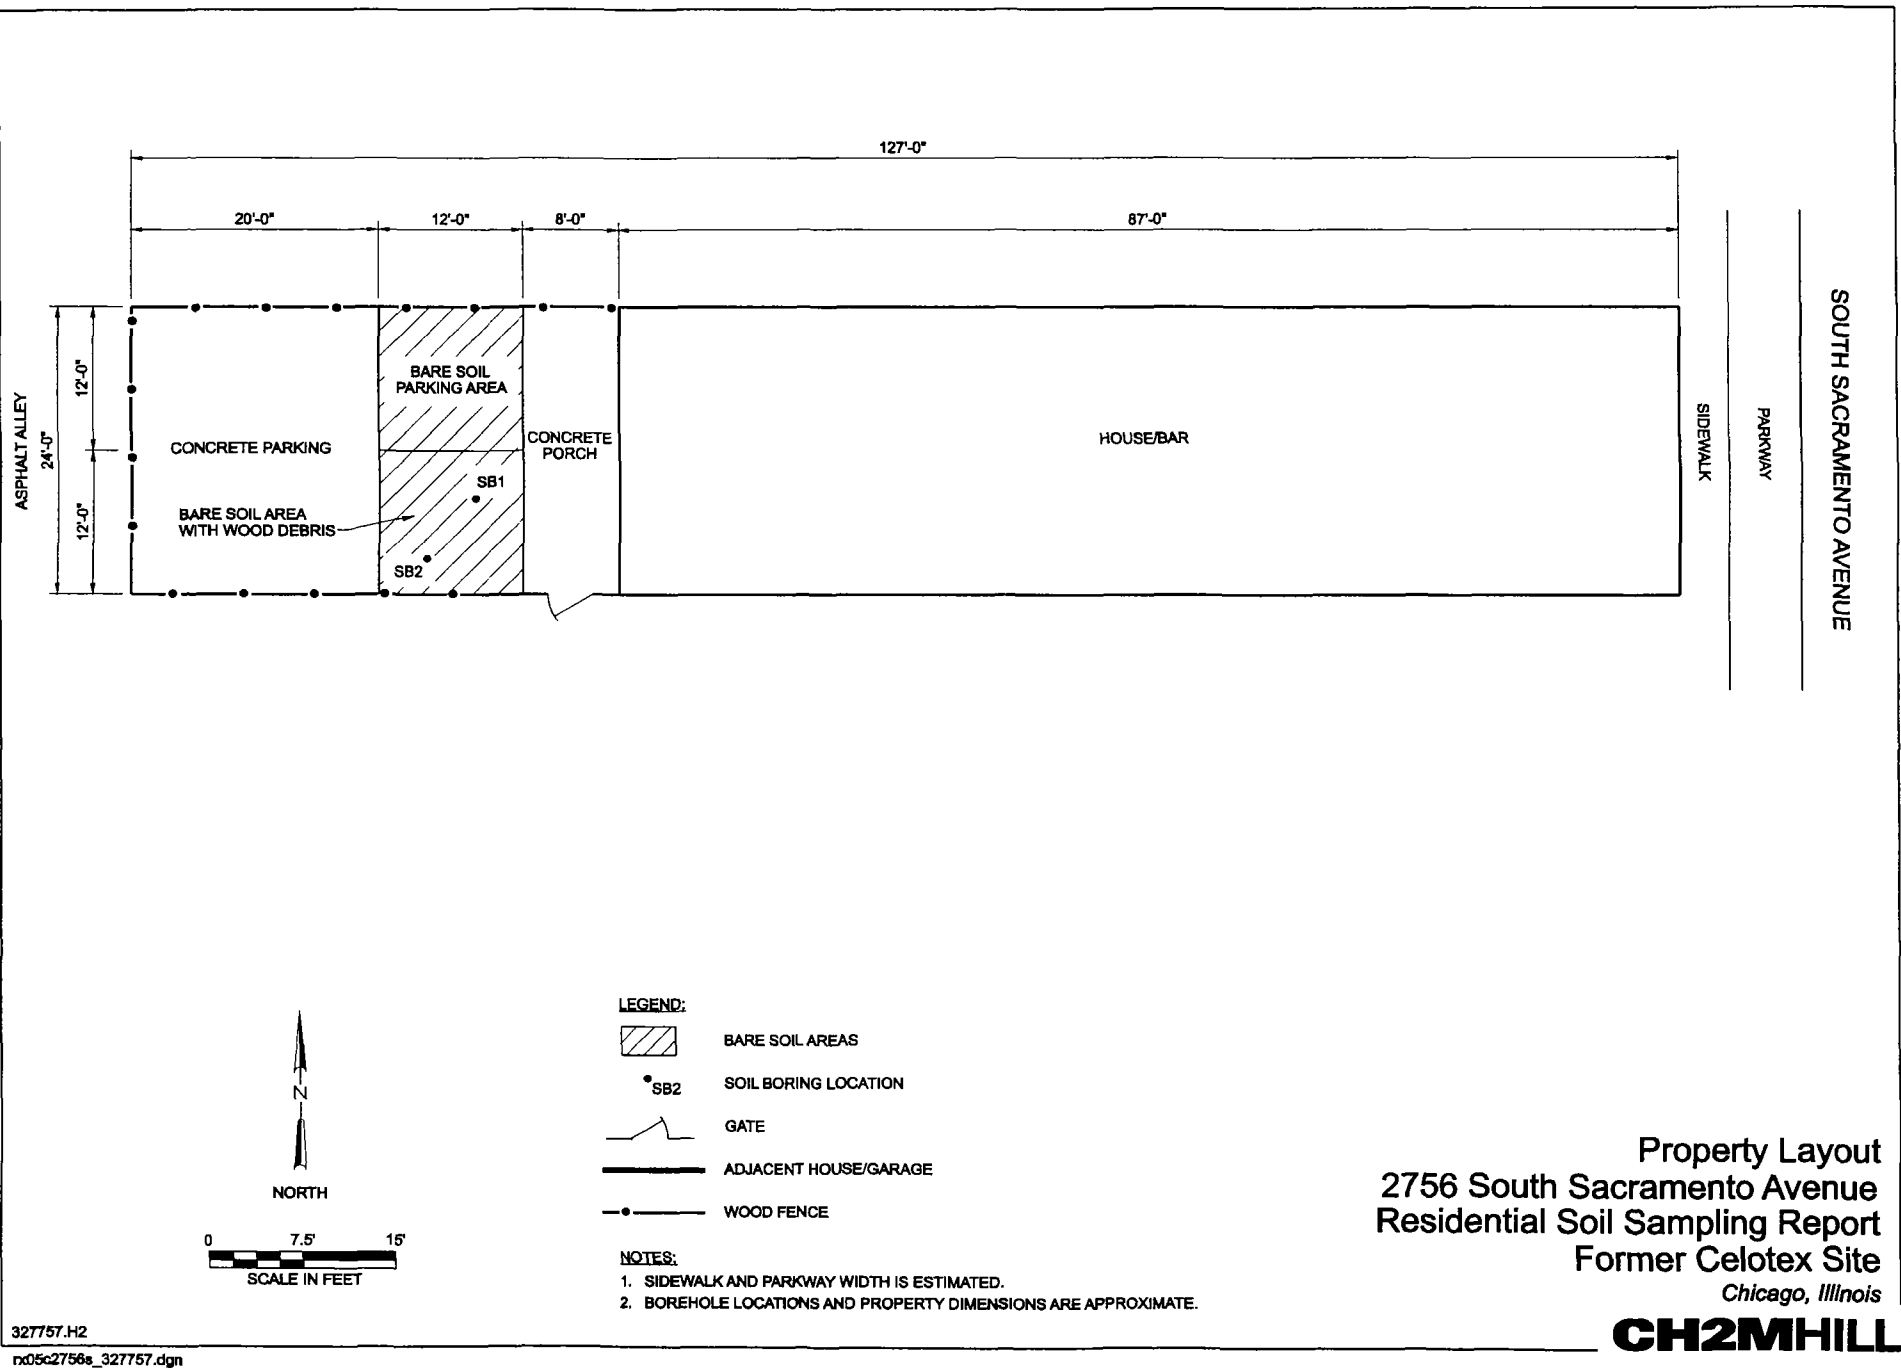 127'-0"
20'-0"
12'-0"
8'-0"
87'-0"
ASPHALT ALLEY
24'-0"
12'-0"
12'-0"
CONCRETE PARKING
BARE SOIL
PARKING AREA
BARE SOIL AREA
WITH WOOD DEBRIS
SB1
SB2
CONCRETE
PORCH
HOUSE/BAR
SIDEWALK
PARKWAY
SOUTH SACRAMENTO AVENUE
N
NORTH
0 7.5' 15'
SCALE IN FEET
LEGEND:
BARE SOIL AREAS
SB2 SOIL BORING LOCATION
GATE
ADJACENT HOUSE/GARAGE
WOOD FENCE
NOTES:
1. SIDEWALK AND PARKWAY WIDTH IS ESTIMATED.
2. BOREHOLE LOCATIONS AND PROPERTY DIMENSIONS ARE APPROXIMATE.
Property Layout
2756 South Sacramento Avenue
Residential Soil Sampling Report
Former Celotex Site
Chicago, Illinois
CH2MHILL
327757.H2
rx05c2756s_327757.dgn